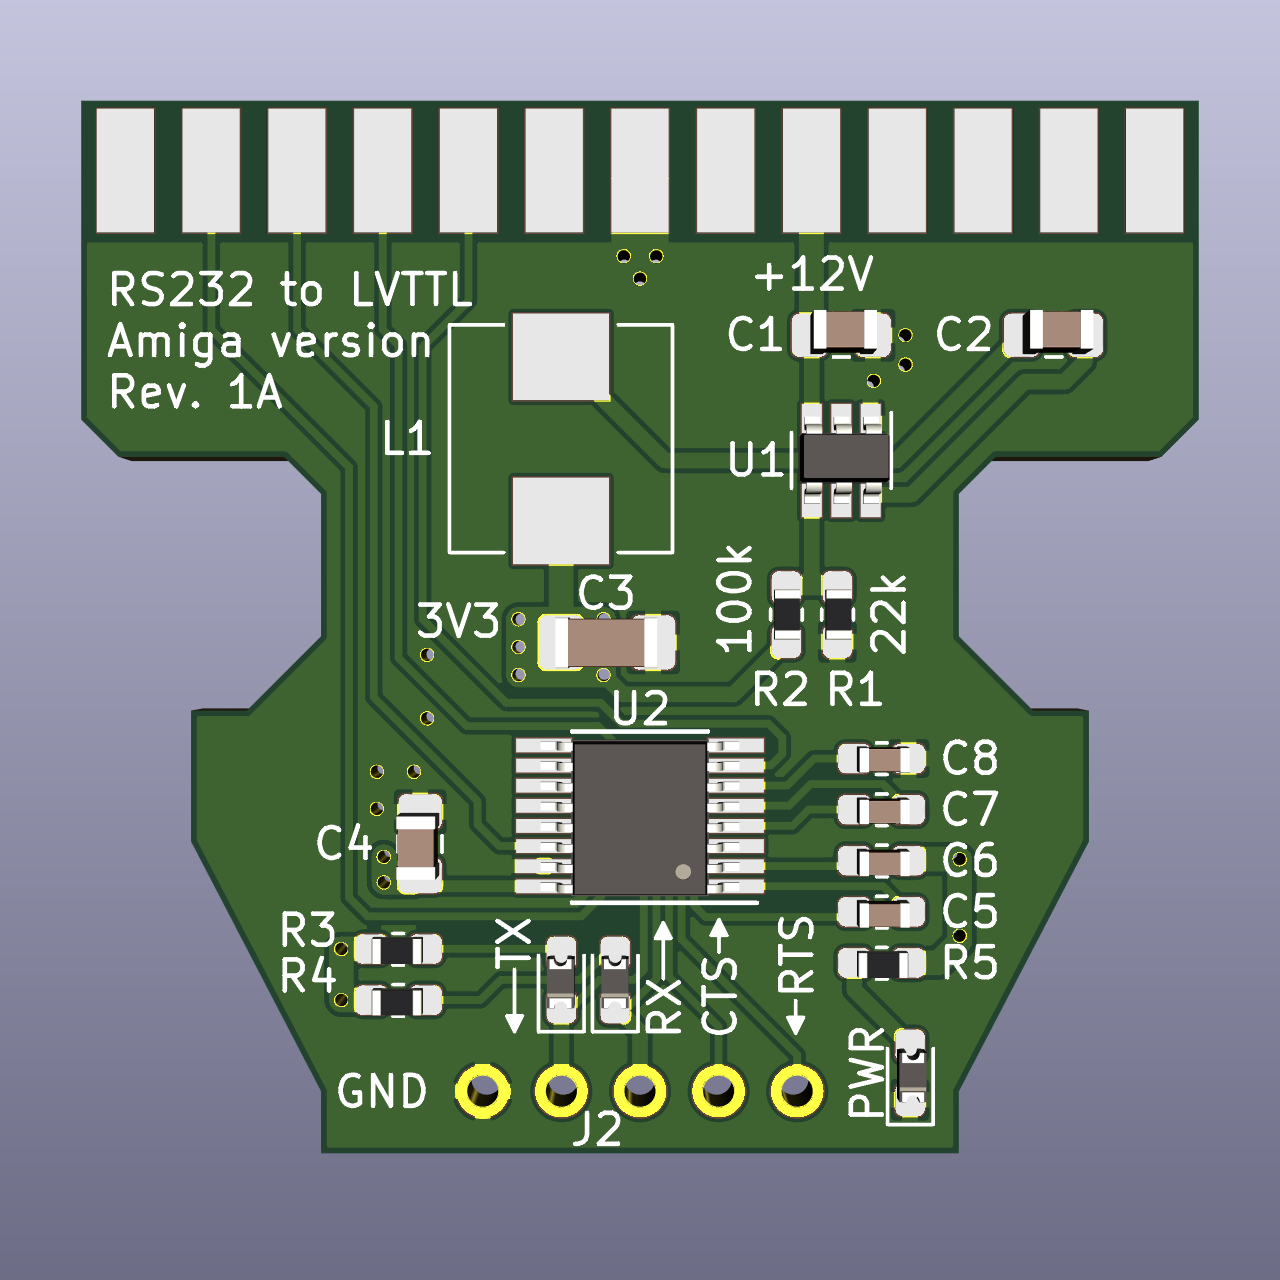 RS232 to LVTTL
Amiga version
Rev. 1A
+12V
C1
C2
L1
U1
100k
22k
C3
3V3
R2
R1
U2
C8
C7
C6
C5
R5
C4
R3
R4
TX
RX
CTS
RTS
PWR
GND
J2